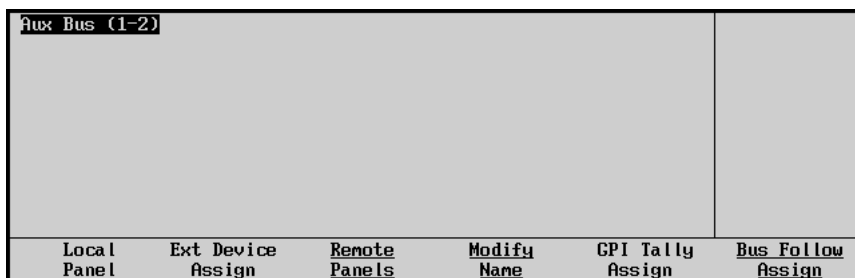 Aux Bus (1-2)
Local Ext Device Remote Modify GPI Tally Bus Follow
Panel Assign Panels Name Assign Assign